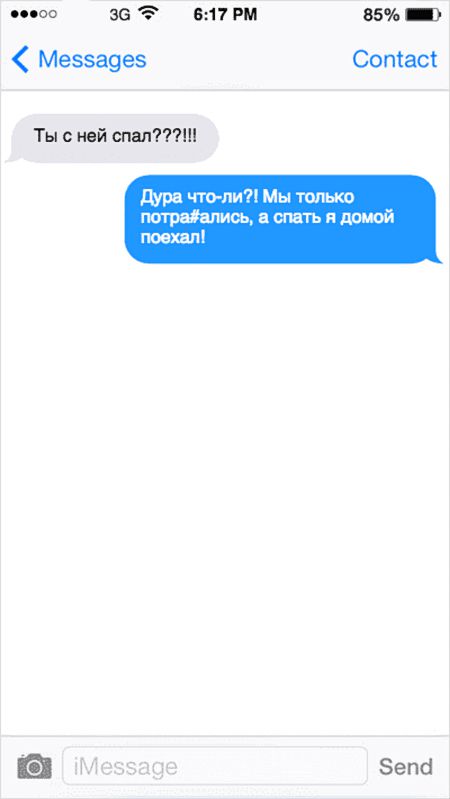 3G 6:17 PM 85%
Messages Contact
Ты с ней спал???!!!
Дура что-ли?! Мы только
потра#ались, а спать я домой
поехал!
iMessage Send